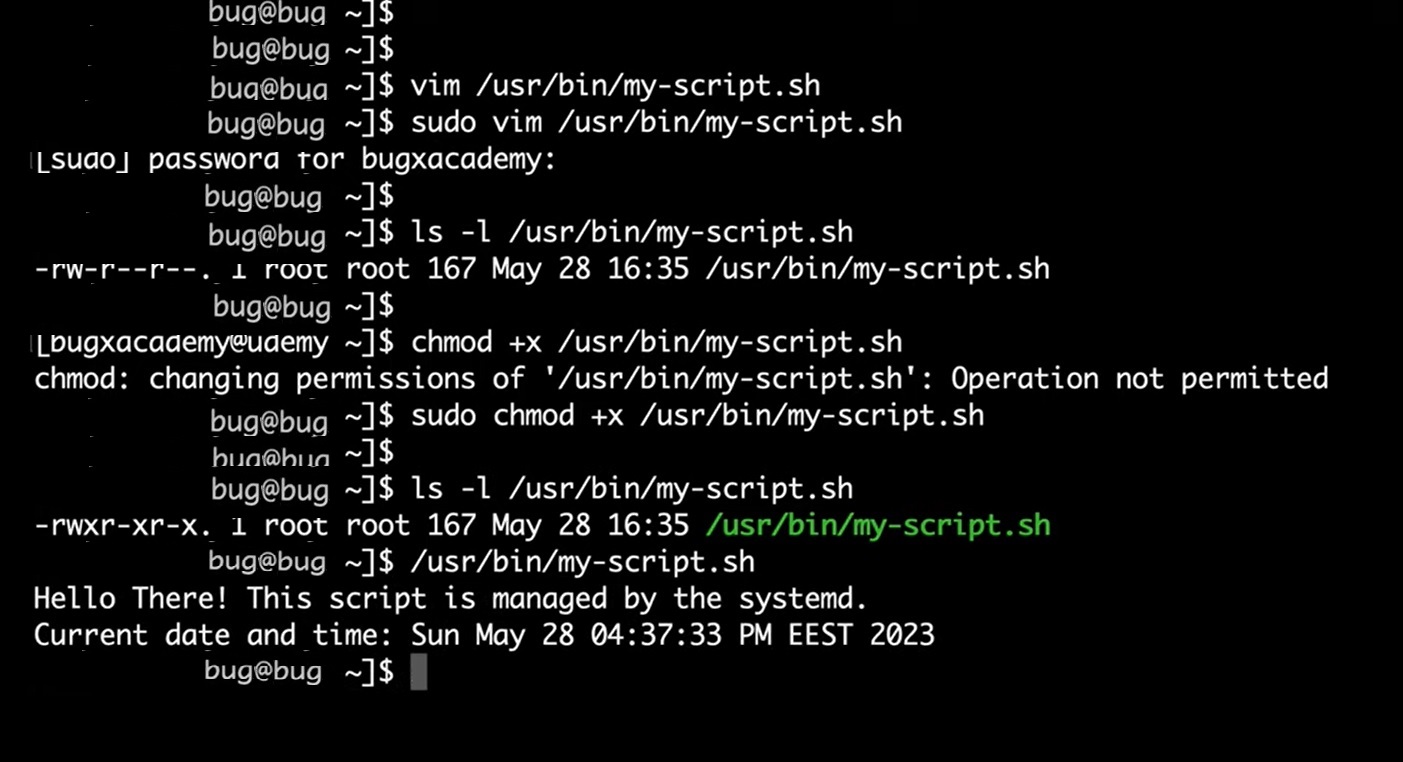 bug@bug ~]$
bug@bug ~]$
bug@bug ~]$ vim /usr/bin/my-script.sh
bug@bug ~]$ sudo vim /usr/bin/my-script.sh
[sudo] password for bugxacademy:
bug@bug ~]$
bug@bug ~]$ ls -l /usr/bin/my-script.sh
-rw-r--r--. 1 root root 167 May 28 16:35 /usr/bin/my-script.sh
bug@bug ~]$
[bugxacademy@udemy ~]$ chmod +x /usr/bin/my-script.sh
chmod: changing permissions of '/usr/bin/my-script.sh': Operation not permitted
bug@bug ~]$ sudo chmod +x /usr/bin/my-script.sh
bug@bug ~]$
bug@bug ~]$ ls -l /usr/bin/my-script.sh
-rwxr-xr-x. 1 root root 167 May 28 16:35 /usr/bin/my-script.sh
bug@bug ~]$ /usr/bin/my-script.sh
Hello There! This script is managed by the systemd.
Current date and time: Sun May 28 04:37:33 PM EEST 2023
bug@bug ~]$